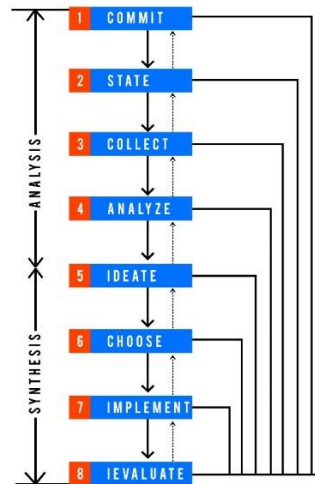 1 COMMIT
2 STATE
3 COLLECT
4 ANALYZE
5 IDEATE
6 CHOOSE
7 IMPLEMENT
8 IEVALUATE
ANALYSIS
SYNTHESIS